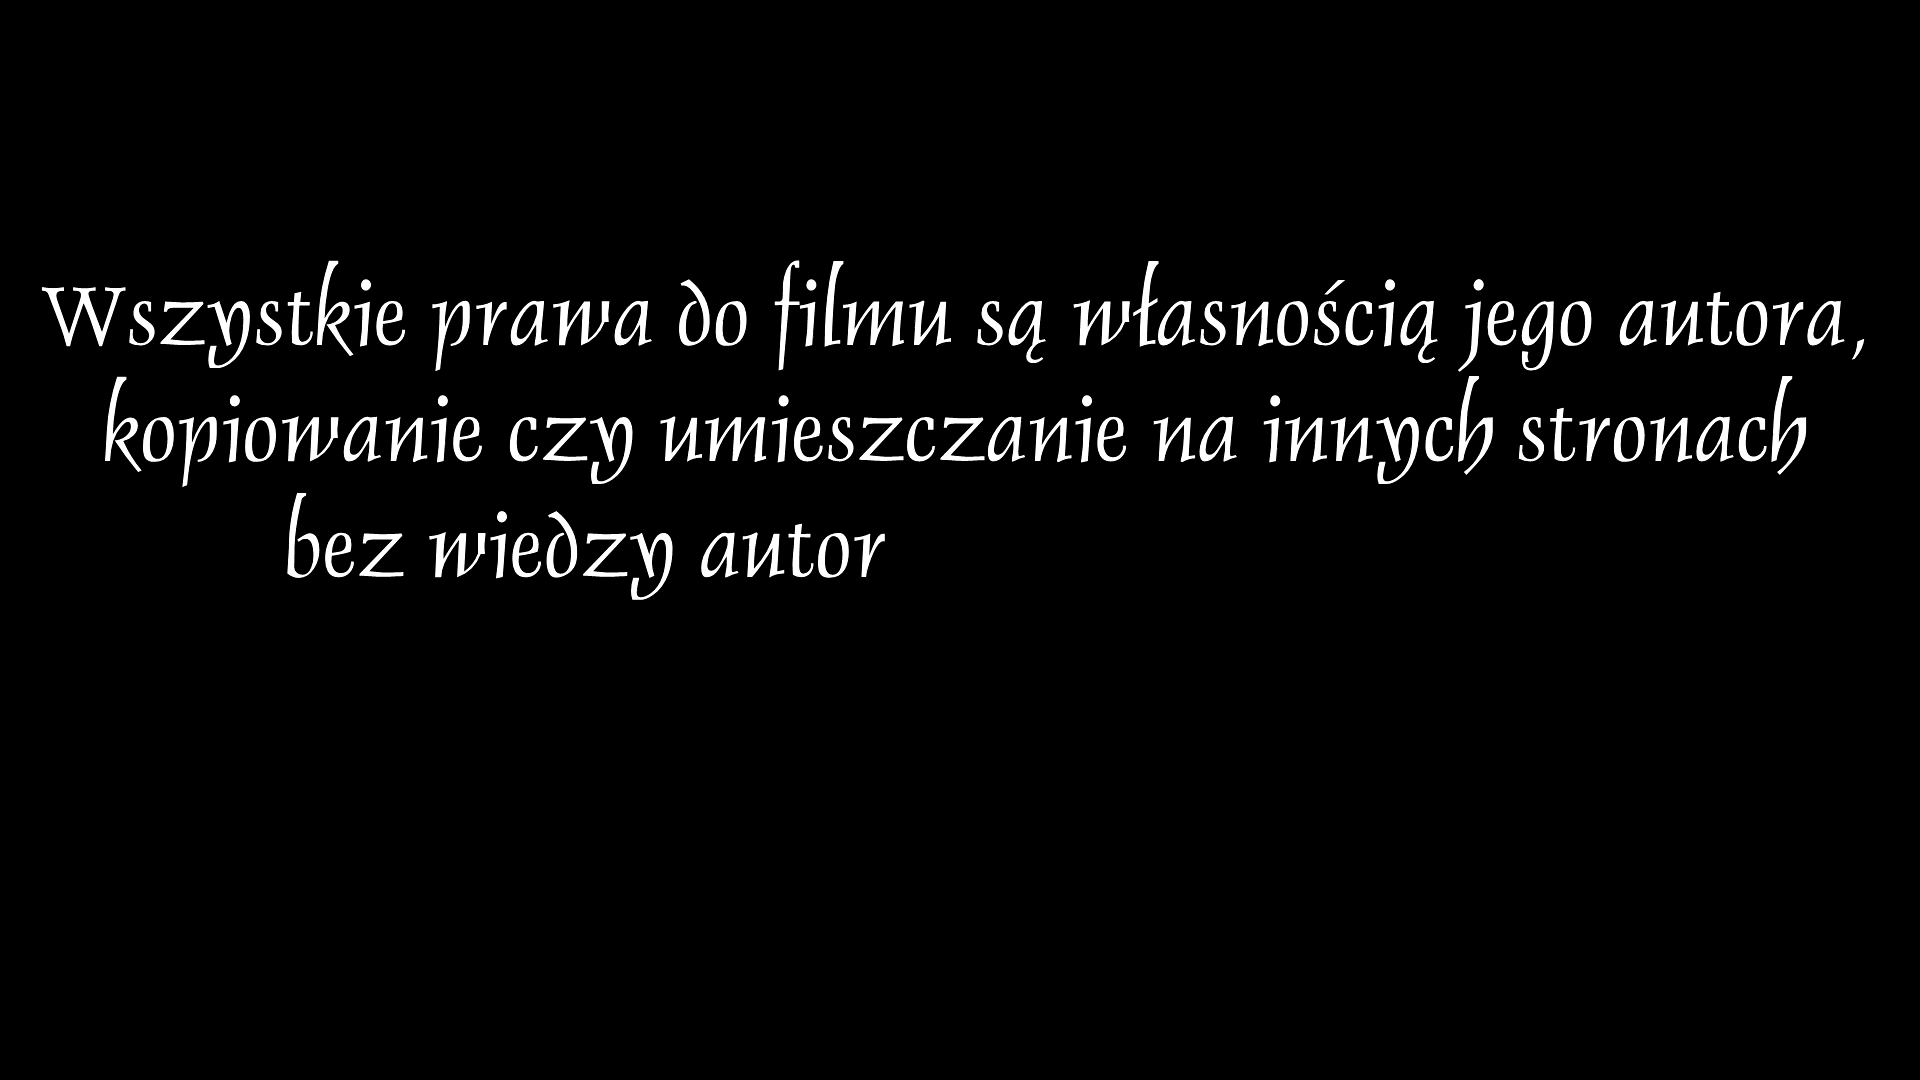 Wszystkie prawa do filmu są własnością jego autora,
kopiowanie czy umieszczanie na innych stronach
bez wiedzy autor